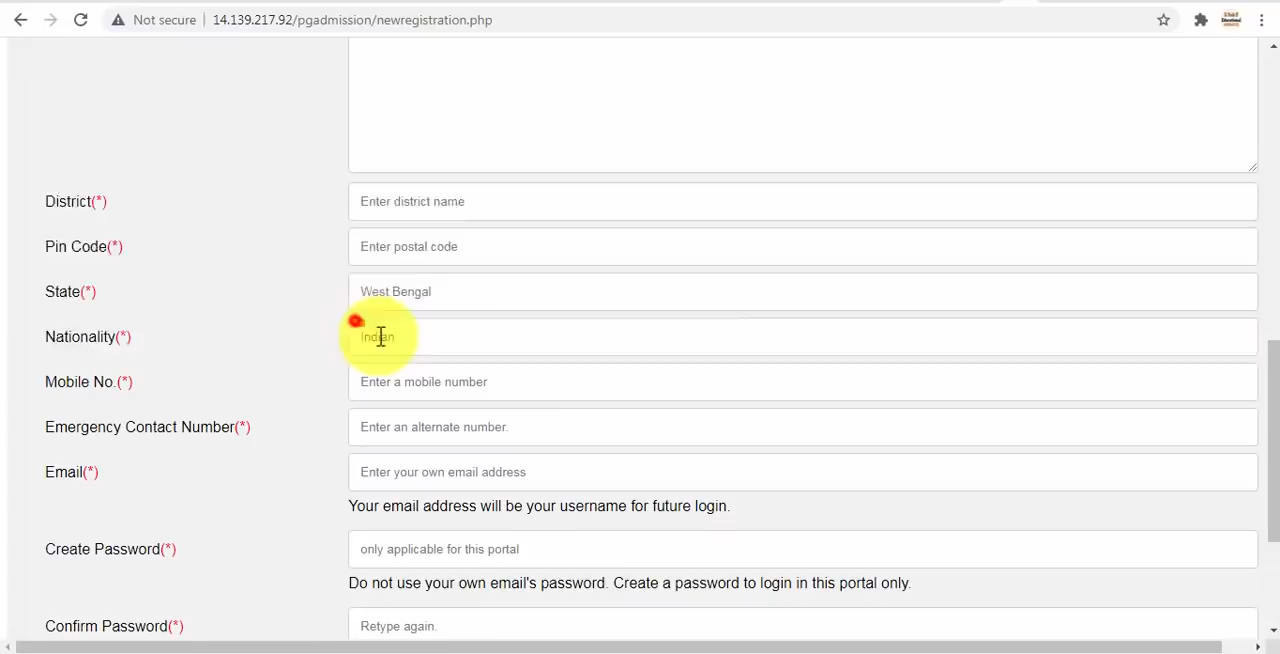 Not secure 14.139.217.92/pgadmission/newregistration.php
District(*) Enter district name
Pin Code(*) Enter postal code
State(*) West Bengal
Nationality(*) Indian
Mobile No.(*) Enter a mobile number
Emergency Contact Number(*) Enter an alternate number.
Email(*) Enter your own email address
Your email address will be your username for future login.
Create Password(*) only applicable for this portal
Do not use your own email's password. Create a password to login in this portal only.
Confirm Password(*) Retype again.